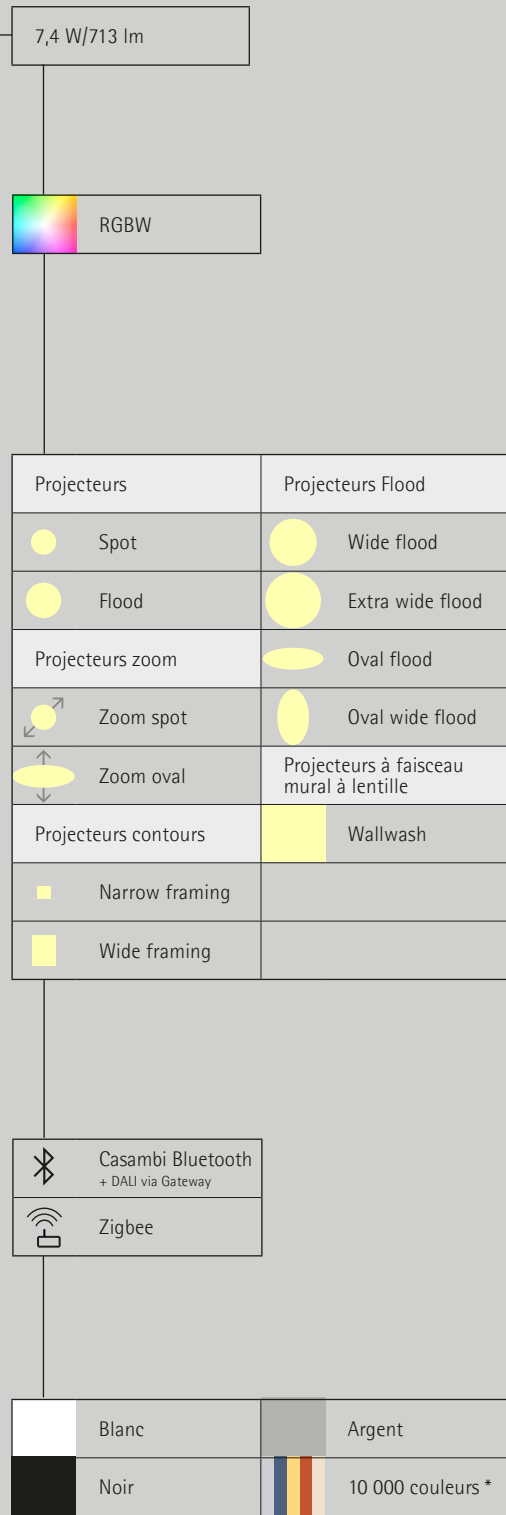 7,4 W/713 lm
RGBW
Projecteurs
Spot
Flood
Projecteurs zoom
Zoom spot
Zoom oval
Projecteurs contours
Narrow framing
Wide framing
Projecteurs Flood
Wide flood
Extra wide flood
Oval flood
Oval wide flood
Projecteurs à faisceau
mural à lentille
Wallwash
Casambi Bluetooth
+ DALI via Gateway
Zigbee
Blanc
Noir
Argent
10 000 couleurs *